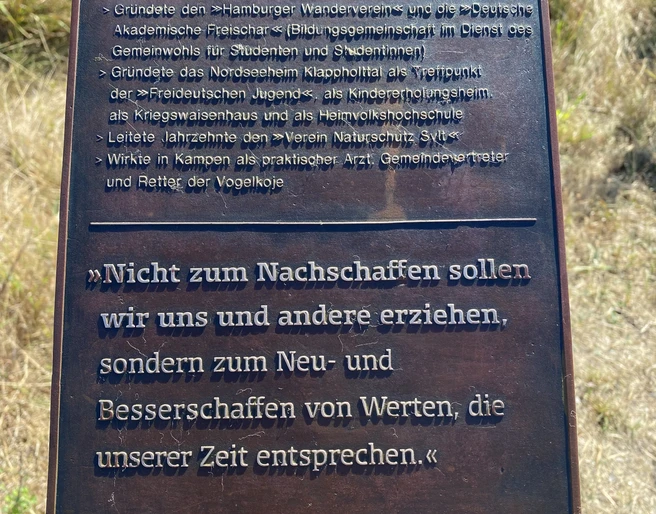 > Gründete den »Hamburger Wanderverein« und die »Deutsche
Akademische Freischar« (Bildungsgemeinschaft im Dienst des
Gemeinwohls für Studenten und Studentinnen)
> Gründete das Nordseeheim Klappholttal als Treffpunkt
der »Freideutschen Jugend«, als Kindererholungsheim,
als Kriegswaisenhaus und als Heimvolkshochschule
> Leitete Jahrzehnte den »Verein Naturschutz Sylt«
> Wirkte in Kampen als praktischer Arzt, Gemeindevertreter
und Retter der Vogelkoje
»Nicht zum Nachschaffen sollen
wir uns und andere erziehen,
sondern zum Neu- und
Besserschaffen von Werten, die
unserer Zeit entsprechen.«